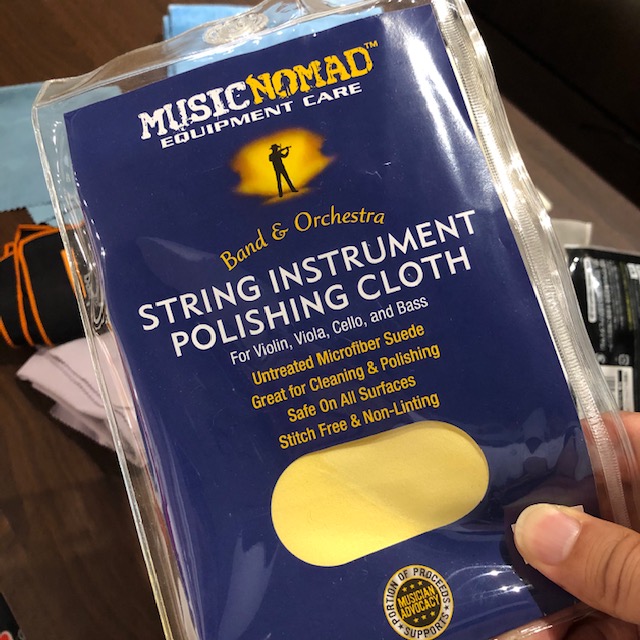 MUSICNOMAD™
EQUIPMENT CARE
Band & Orchestra
STRING INSTRUMENT
POLISHING CLOTH
For Violin, Viola, Cello, and Bass
Untreated Microfiber Suede
Great for Cleaning & Polishing
Safe On All Surfaces
Stitch Free & Non-Linting
PORTION OF PROCEEDS
MUSICIAN
ADVOCACY
SUPPORTS